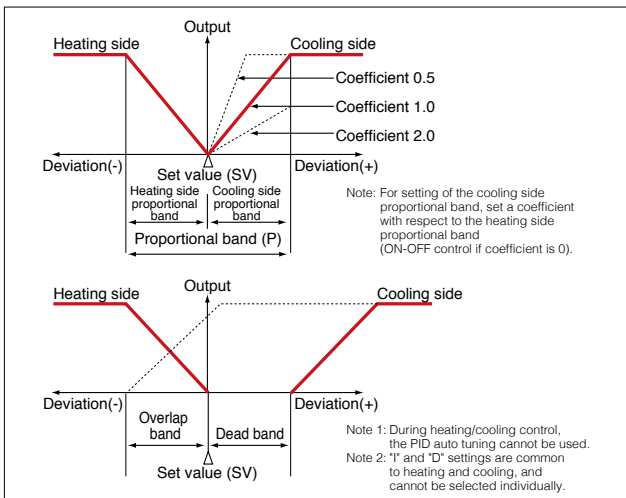 Output
Heating side
Cooling side
Coefficient 0.5
Coefficient 1.0
Coefficient 2.0
Deviation(-)
Set value (SV)
Deviation(+)
Heating side
proportional
band
Cooling side
proportional
band
Proportional band (P)
Note: For setting of the cooling side
proportional band, set a coefficient
with respect to the heating side
proportional band
(ON-OFF control if coefficient is 0).
Heating side
Output
Cooling side
Deviation(-)
Deviation(+)
Overlap
band
Dead band
Set value (SV)
Note 1: During heating/cooling control,
the PID auto tuning cannot be used.
Note 2: "I" and "D" settings are common
to heating and cooling, and
cannot be selected individually.